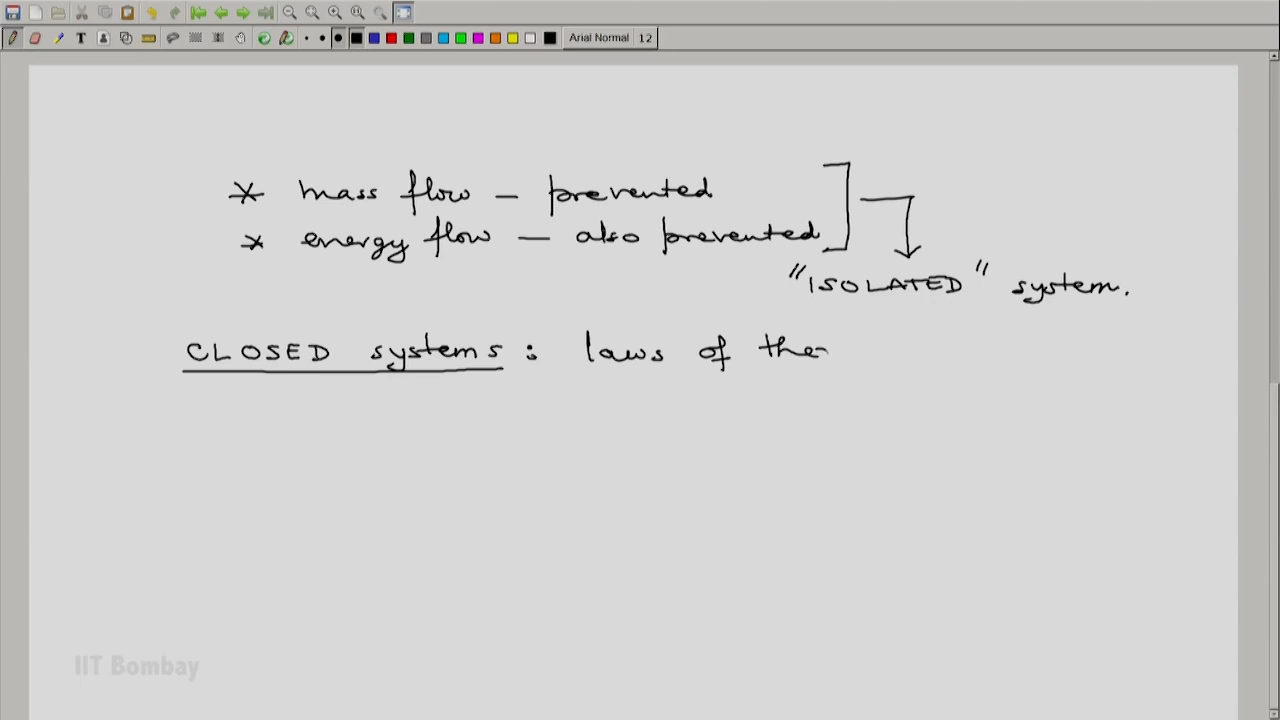 Arial Normal 12
* mass flow — prevented
* energy flow — also prevented
"ISOLATED" system.
CLOSED systems : laws of the
IIT Bombay